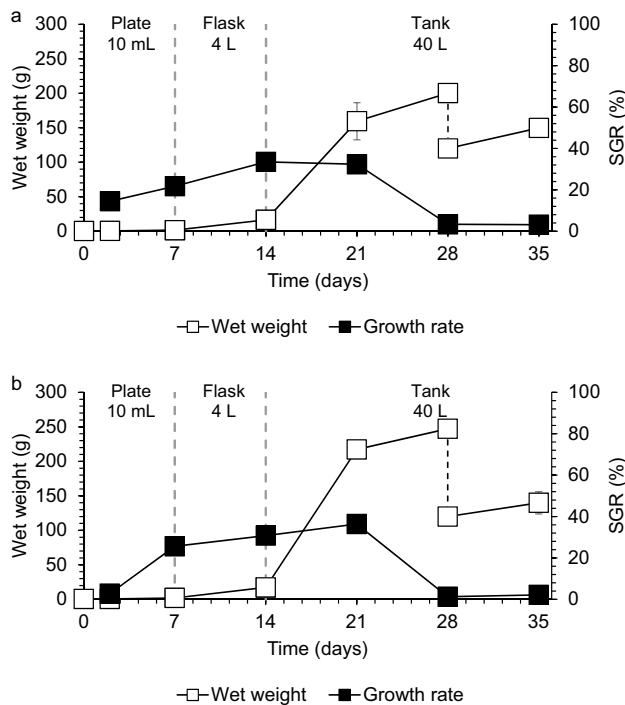 a
Plate Flask Tank
10 mL 4 L 40 L
300
250
200
150
100
50
0
Wet weight (g)
100
80
60
40
20
0
SGR (%)
0 7 14 21 28 35
Time (days)
Wet weight Growth rate
b
Plate Flask Tank
10 mL 4 L 40 L
300
250
200
150
100
50
0
Wet weight (g)
100
80
60
40
20
0
SGR (%)
0 7 14 21 28 35
Time (days)
Wet weight Growth rate